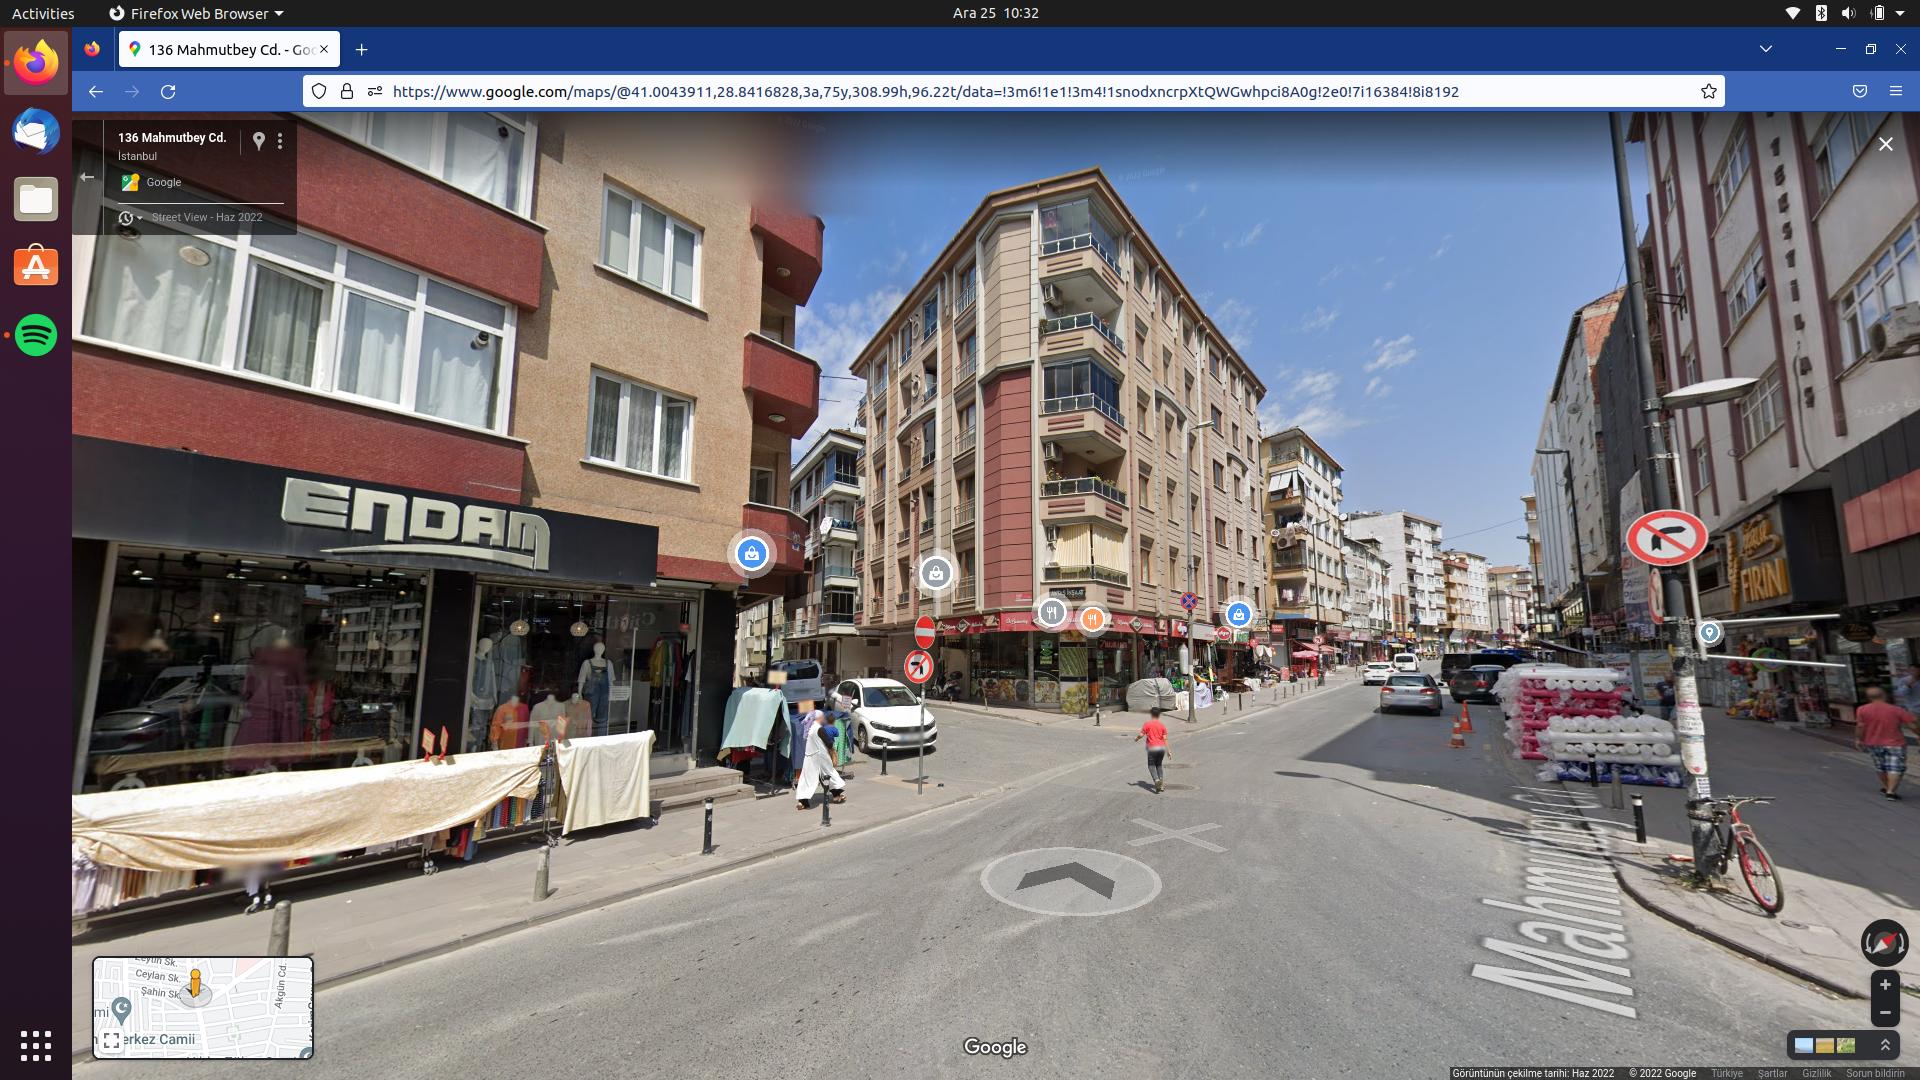 Activities
Firefox Web Browser
Ara 25 10:32
136 Mahmutbey Cd. - Goo
https://www.google.com/maps/@41.0043911,28.8416828,3a,75y,308.99h,96.22t/data=!3m6!1e1!3m4!1snodxncrpXtQWGwhpci8A0g!2e0!7i16384!8i8192
136 Mahmutbey Cd.
İstanbul
Google
Street View - Haz 2022
ENDAM
FIRIN
Mahmutbey
Ceylan Sk.
Şahin Sk.
Akgün Cd.
erkez Camii
Google
Görüntünün çekilme tarihi: Haz 2022 © 2022 Google Türkiye Şartlar Gizlilik Sorun bildirin